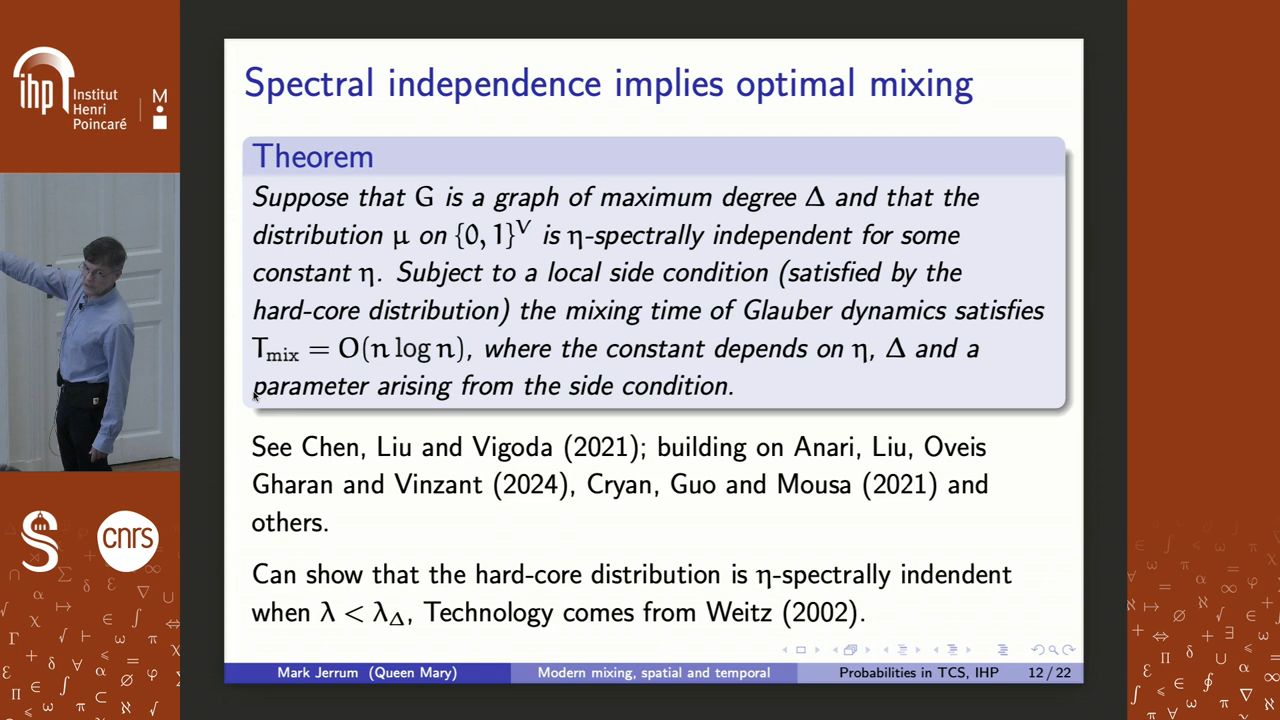 ihp
Institut
Henri
Poincaré
M
Spectral independence implies optimal mixing
Theorem
Suppose that G is a graph of maximum degree Δ and that the
distribution μ on {0, 1}^V is η-spectrally independent for some
constant η. Subject to a local side condition (satisfied by the
hard-core distribution) the mixing time of Glauber dynamics satisfies
T_mix = O(n log n), where the constant depends on η, Δ and a
parameter arising from the side condition.
See Chen, Liu and Vigoda (2021); building on Anari, Liu, Oveis
Gharan and Vinzant (2024), Cryan, Guo and Mousa (2021) and
others.
Can show that the hard-core distribution is η-spectrally indendent
when λ < λ_Δ, Technology comes from Weitz (2002).
Mark Jerrum (Queen Mary) Modern mixing, spatial and temporal Probabilities in TCS, IHP 12 / 22
S
cnrs